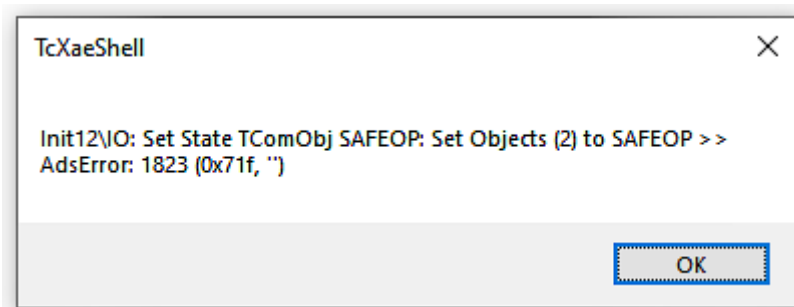 TcXaeShell
Init12\IO: Set State TComObj SAFEOP: Set Objects (2) to SAFEOP >>
AdsError: 1823 (0x71f, '')
OK